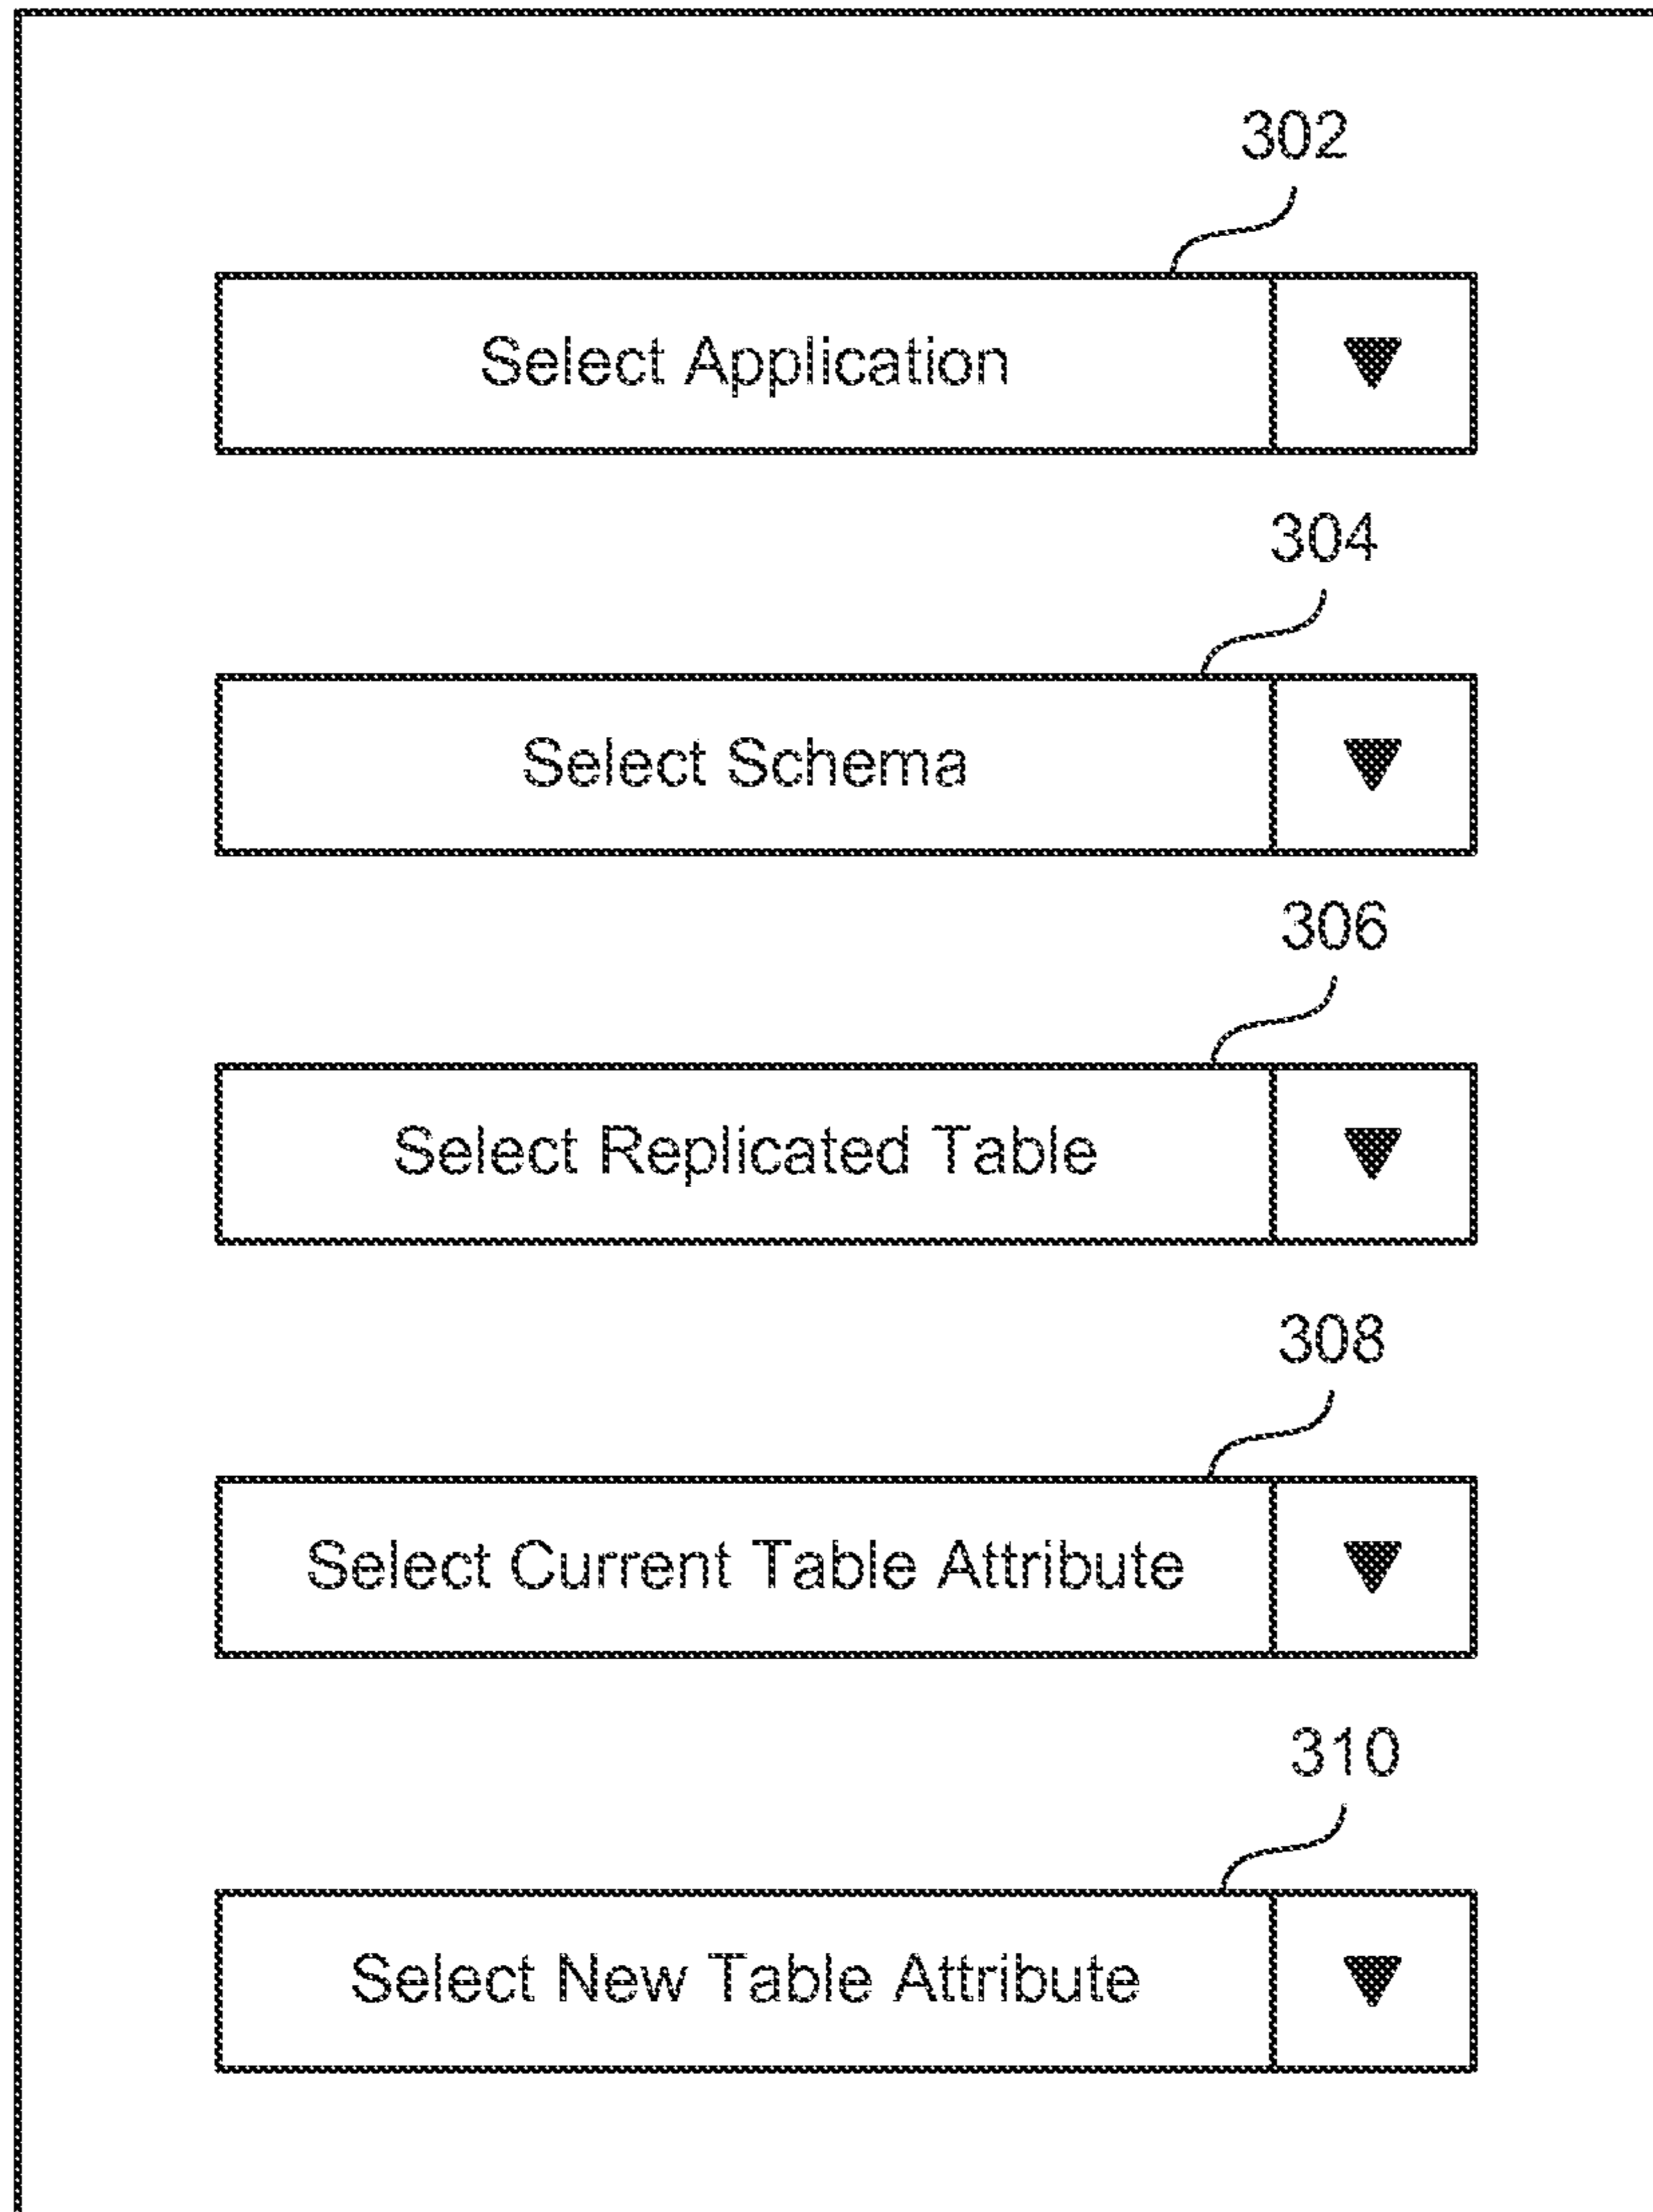 302
Select Application
304
Select Schema
306
Select Replicated Table
308
Select Current Table Attribute
310
Select New Table Attribute